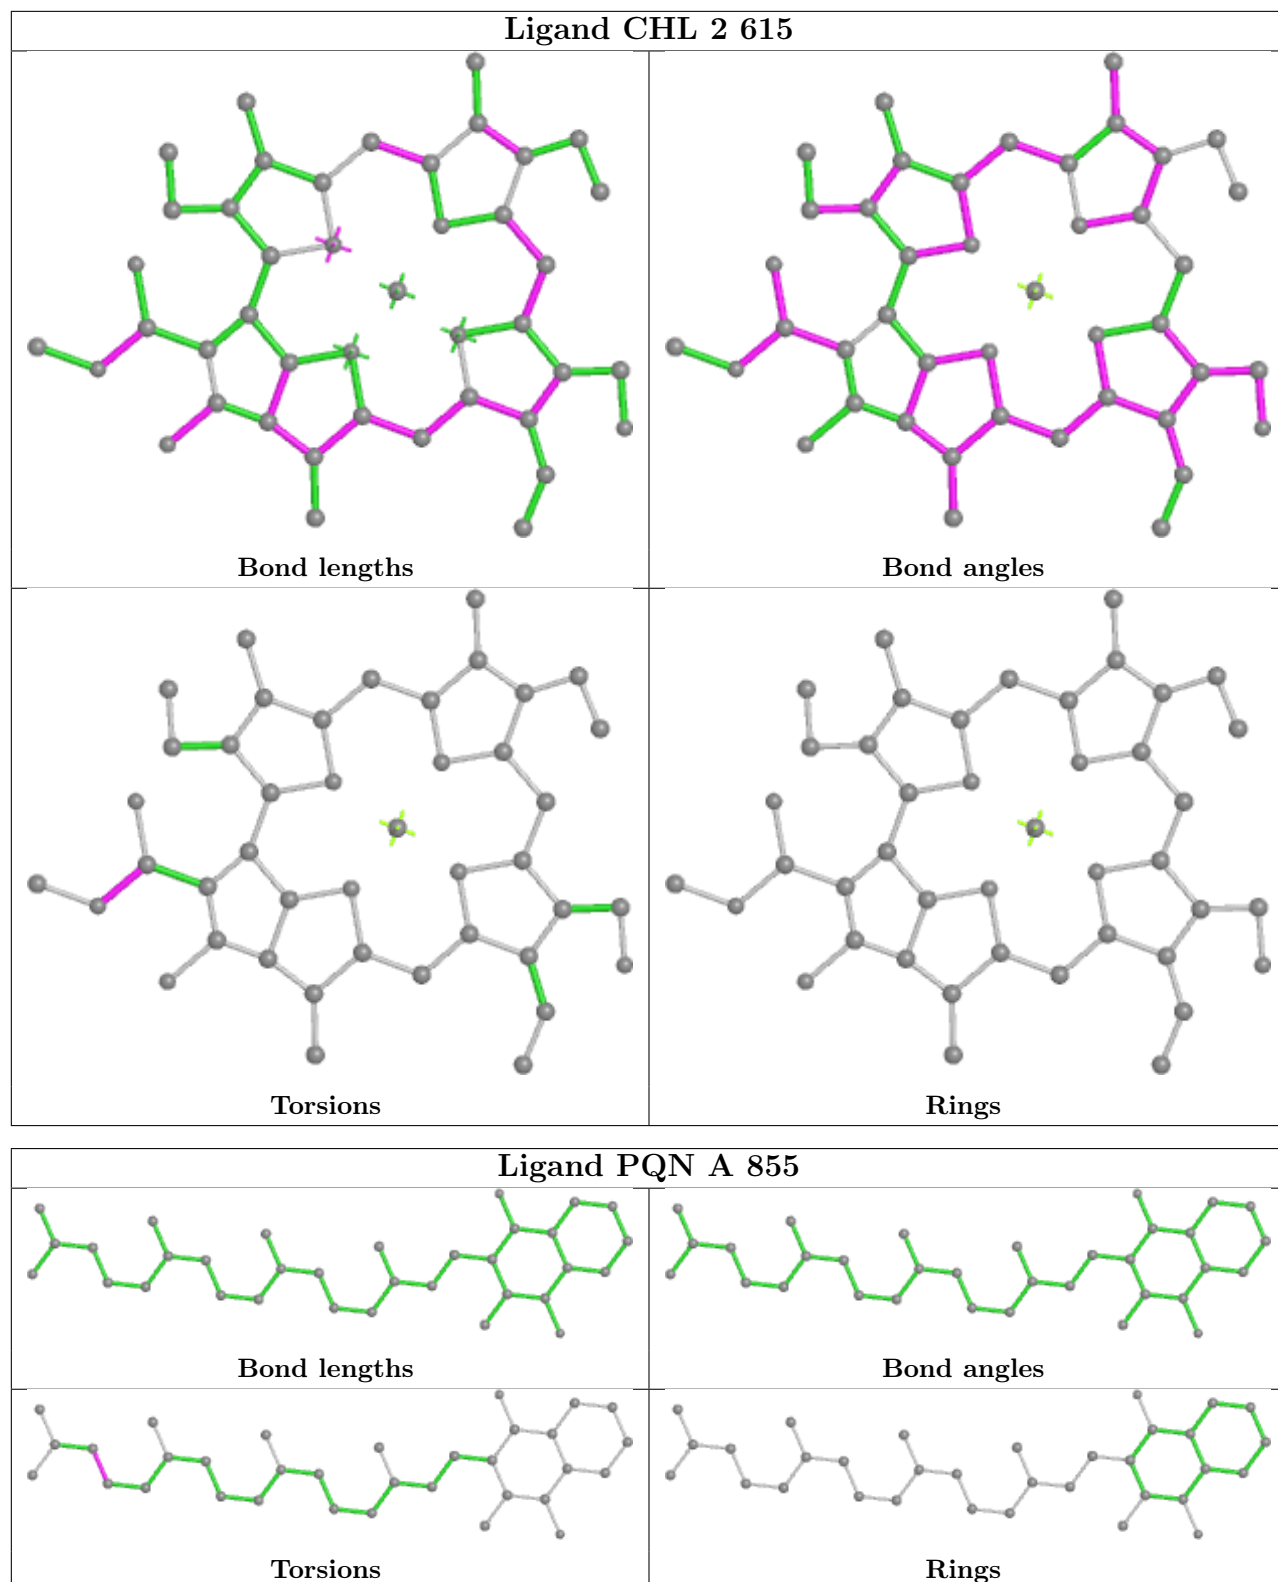 Ligand CHL 2 615
Bond lengths
Bond angles
Torsions
Rings
Ligand PQN A 855
Bond lengths
Bond angles
Torsions
Rings